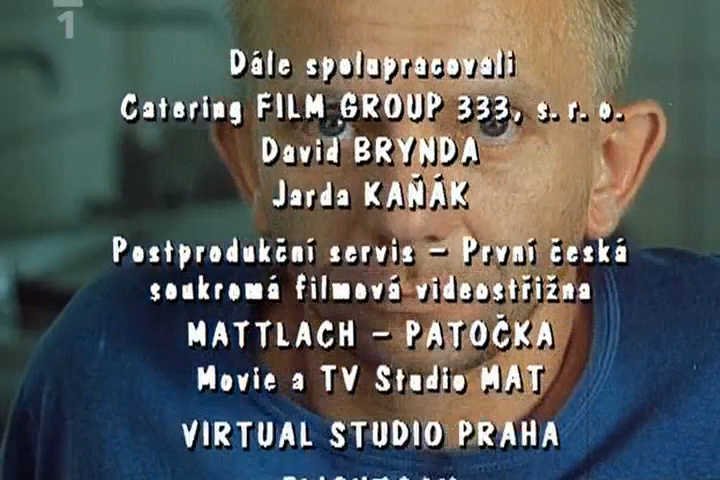 1
Dále spolupracovali
Catering FILM GROUP 333, s. r. o.
David BRYNDA
Jarda KAŇÁK
Postprodukční servis – První česká
soukromá filmová videostřižna
MATTLACH – PATOČKA
Movie a TV Studio MAT
VIRTUAL STUDIO PRAHA